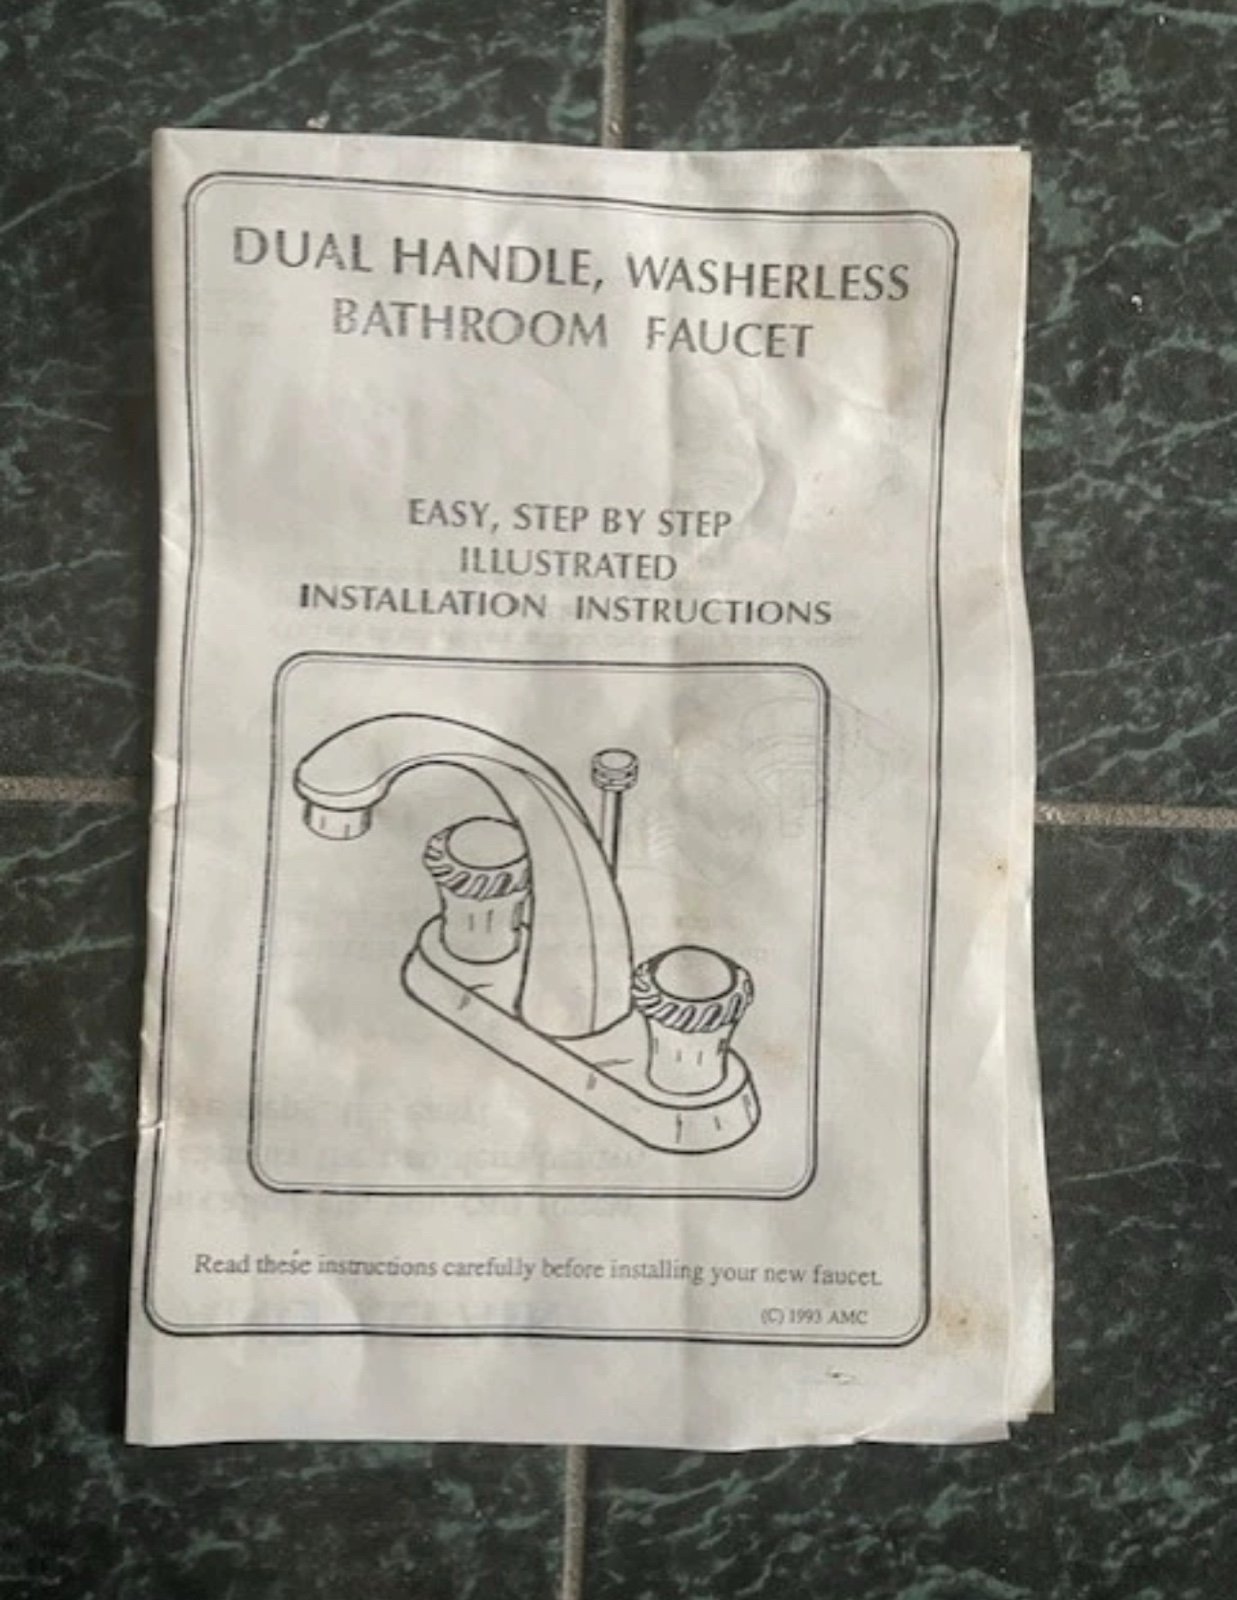 DUAL HANDLE, WASHERLESS
BATHROOM FAUCET
EASY, STEP BY STEP
ILLUSTRATED
INSTALLATION INSTRUCTIONS
Read these instructions carefully before installing your new faucet.
(C) 1993 AMC